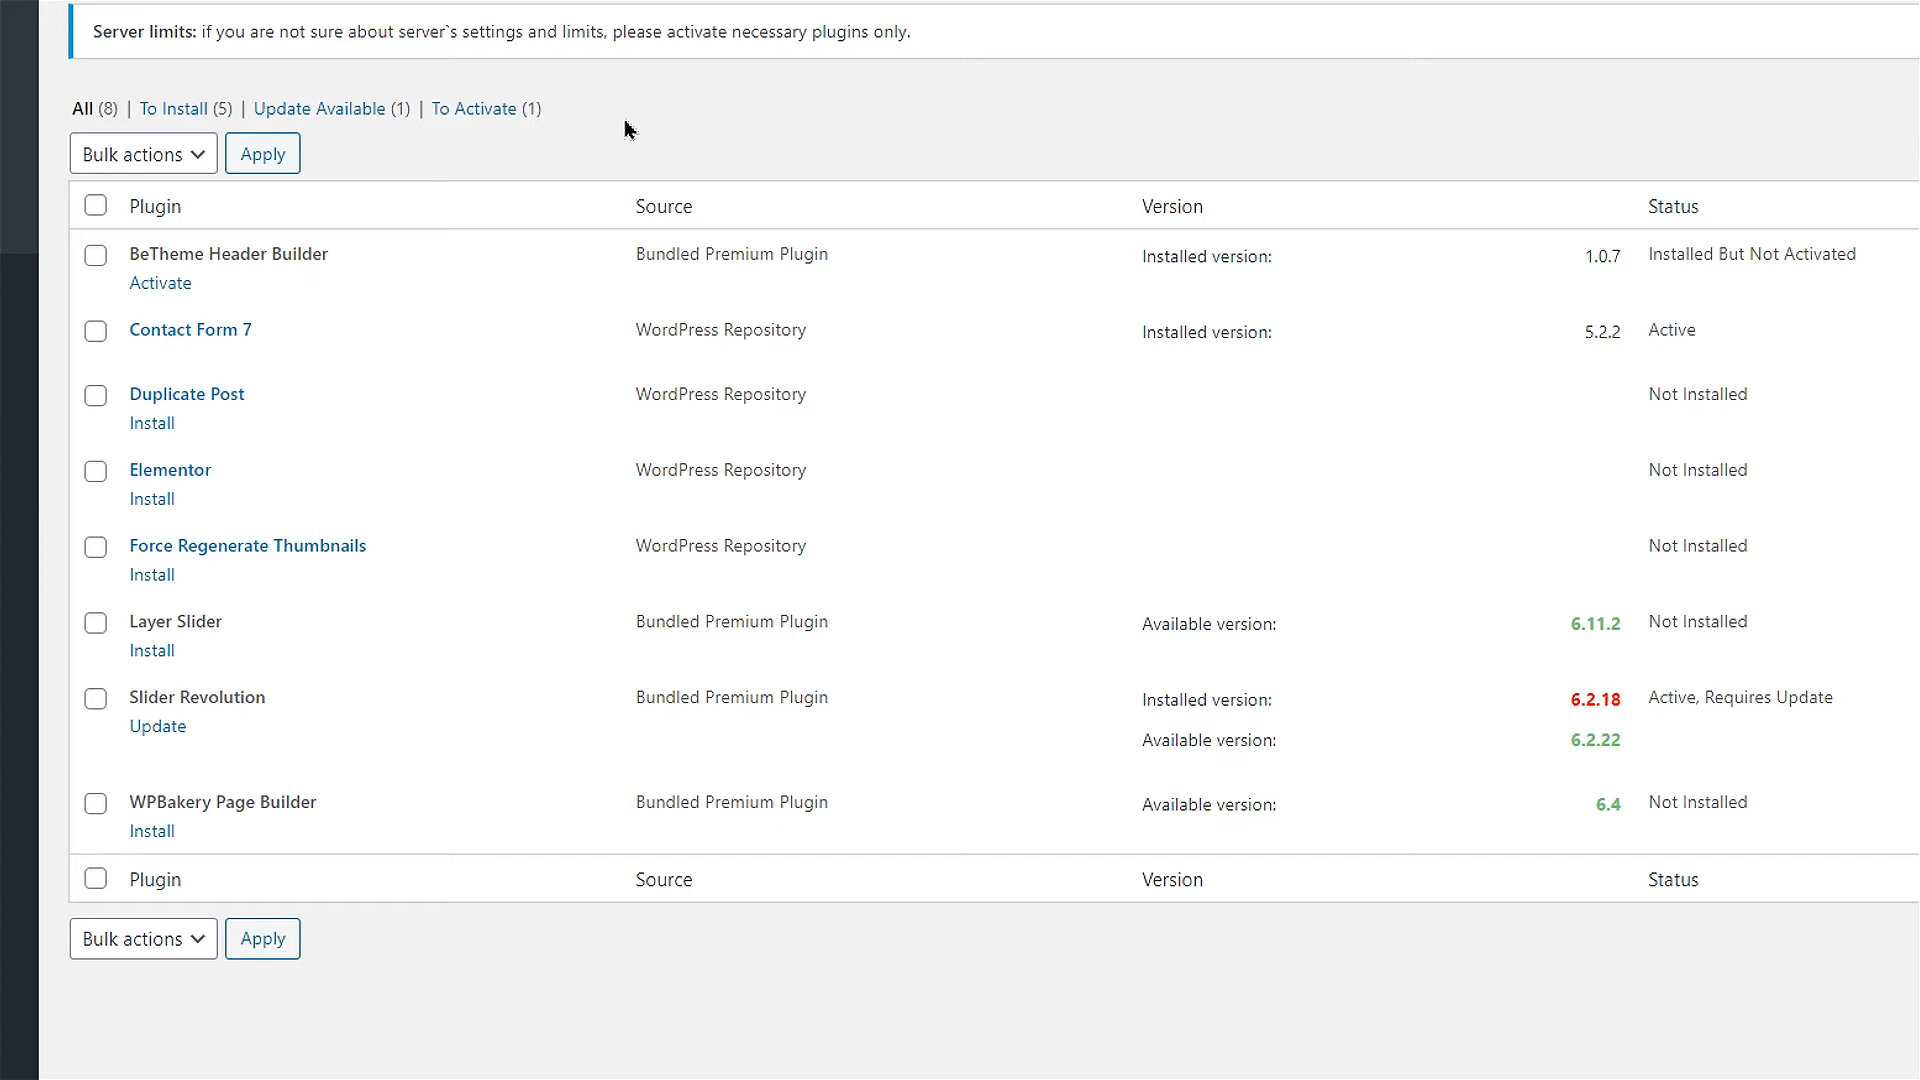 Server limits: if you are not sure about server`s settings and limits, please activate necessary plugins only.
All (8) | To Install (5) | Update Available (1) | To Activate (1)
Bulk actions Apply
Plugin Source Version Status
BeTheme Header Builder Bundled Premium Plugin Installed version: 1.0.7 Installed But Not Activated
Activate
Contact Form 7 WordPress Repository Installed version: 5.2.2 Active
Duplicate Post WordPress Repository Not Installed
Install
Elementor WordPress Repository Not Installed
Install
Force Regenerate Thumbnails WordPress Repository Not Installed
Install
Layer Slider Bundled Premium Plugin Available version: 6.11.2 Not Installed
Install
Slider Revolution Bundled Premium Plugin Installed version: 6.2.18 Active, Requires Update
Update Available version: 6.2.22
WPBakery Page Builder Bundled Premium Plugin Available version: 6.4 Not Installed
Install
Plugin Source Version Status
Bulk actions Apply